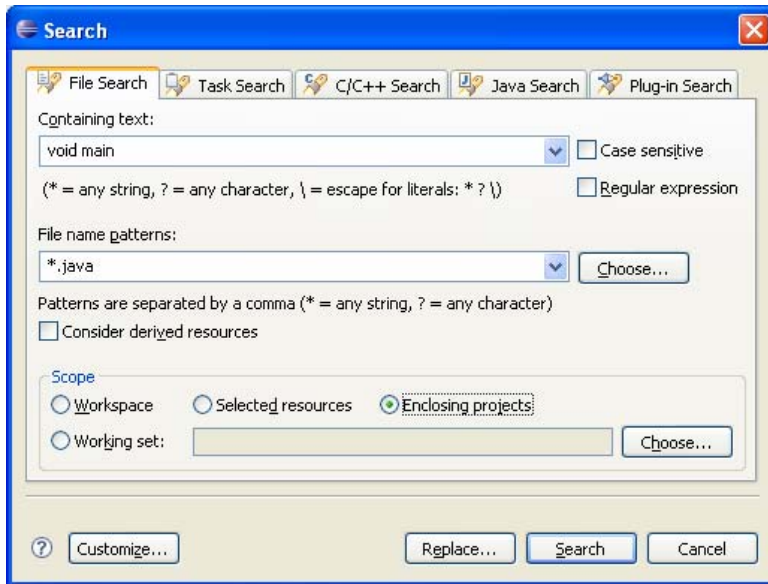 Search
File Search Task Search C/C++ Search Java Search Plug-in Search
Containing text:
void main Case sensitive
(* = any string, ? = any character, \ = escape for literals: * ? \) Regular expression
File name patterns:
*.java Choose...
Patterns are separated by a comma (* = any string, ? = any character)
Consider derived resources
Scope
Workspace Selected resources Enclosing projects
Working set: Choose...
? Customize... Replace... Search Cancel